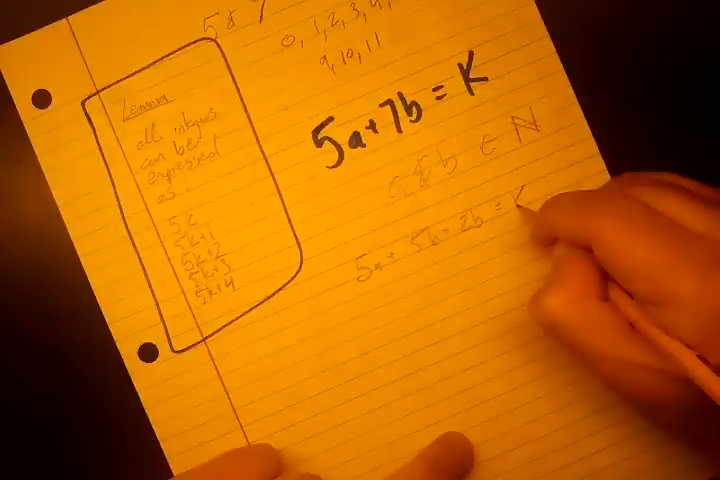 5 & 7
0, 1, 2, 3, 4,
9, 10, 11
Lemma
all integers
can be
expressed
as
5k
5k+1
5k+2
5k+3
5k+4
5a+7b = K
a & b ∈ ℕ
5a + 5b + 2b = K